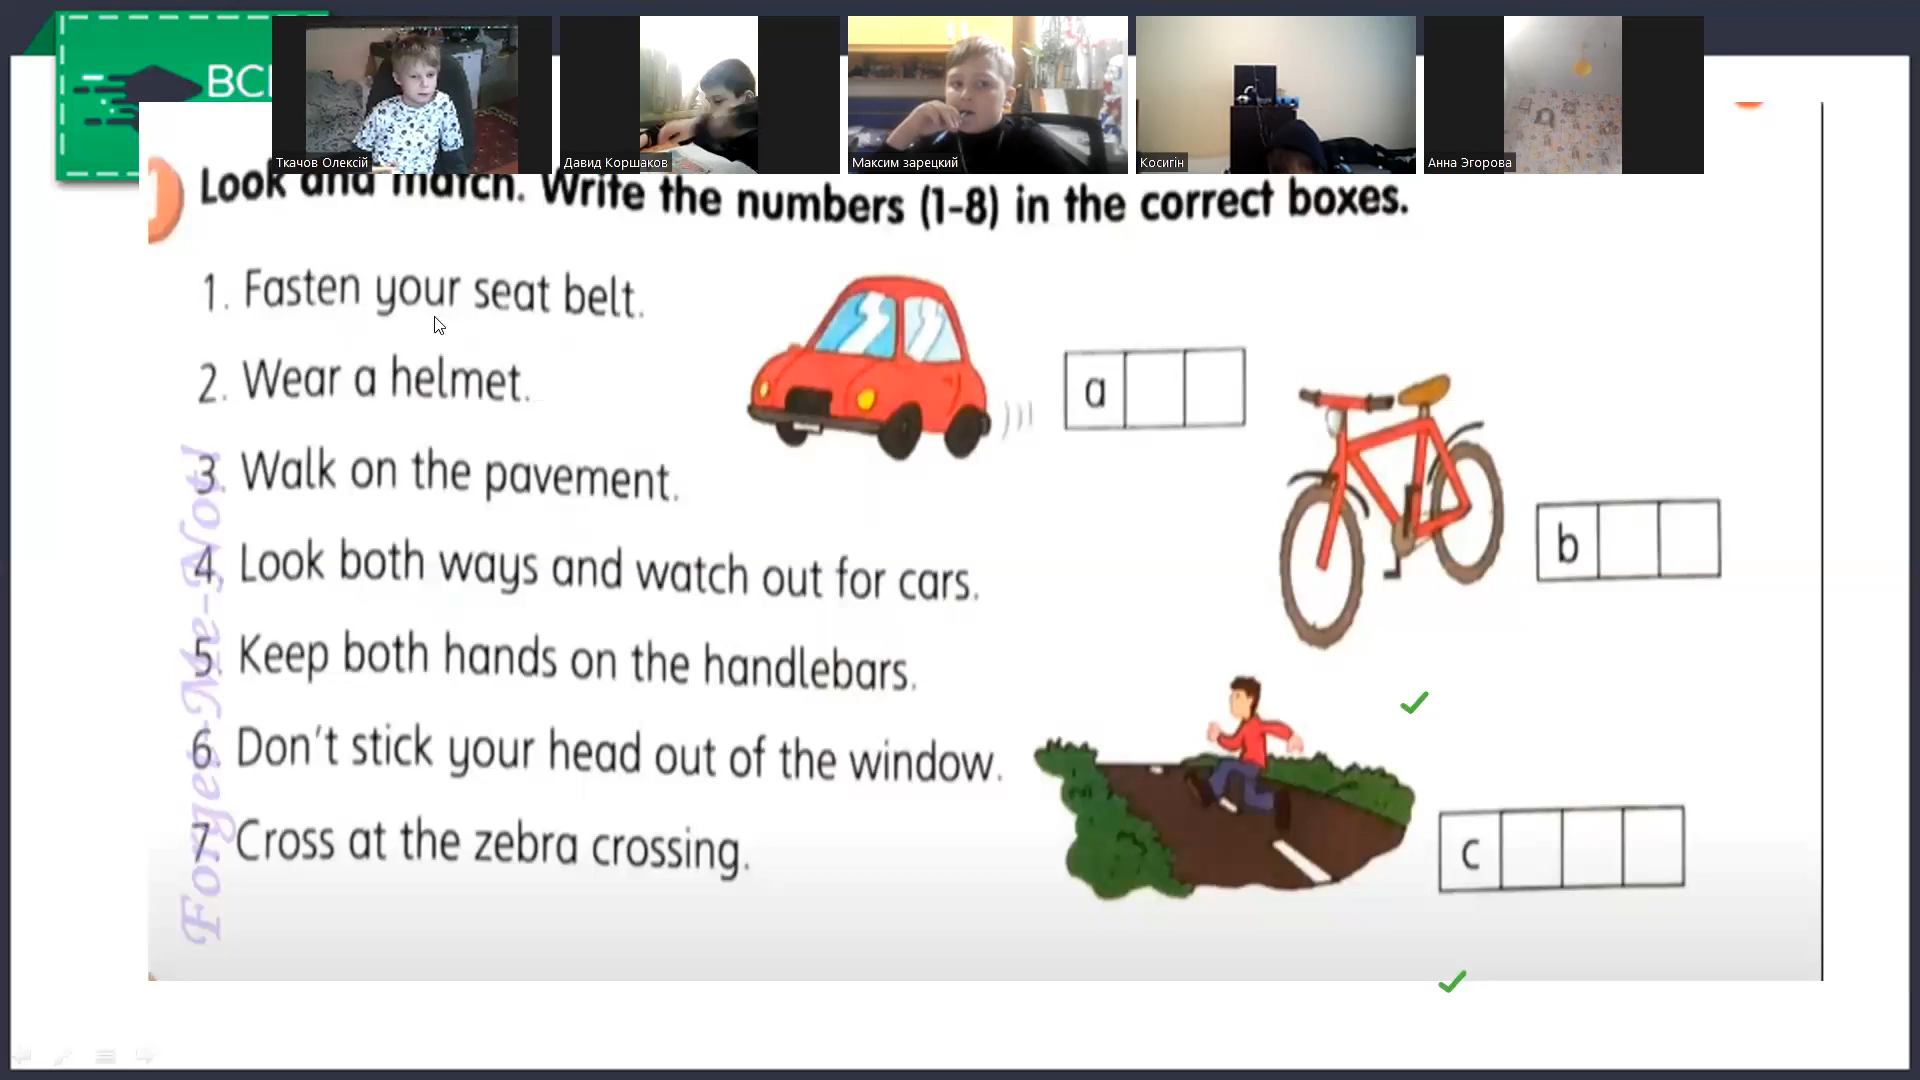 ВСЕ
Ткачов Олексій
Давид Коршаков
Максим зарецкий
Косигін
Анна Эгорова
Look and match. Write the numbers (1-8) in the correct boxes.
1. Fasten your seat belt.
2. Wear a helmet.
3. Walk on the pavement.
4. Look both ways and watch out for cars.
5. Keep both hands on the handlebars.
6. Don't stick your head out of the window.
7. Cross at the zebra crossing.
a
b
c
Forget-Me-Not!